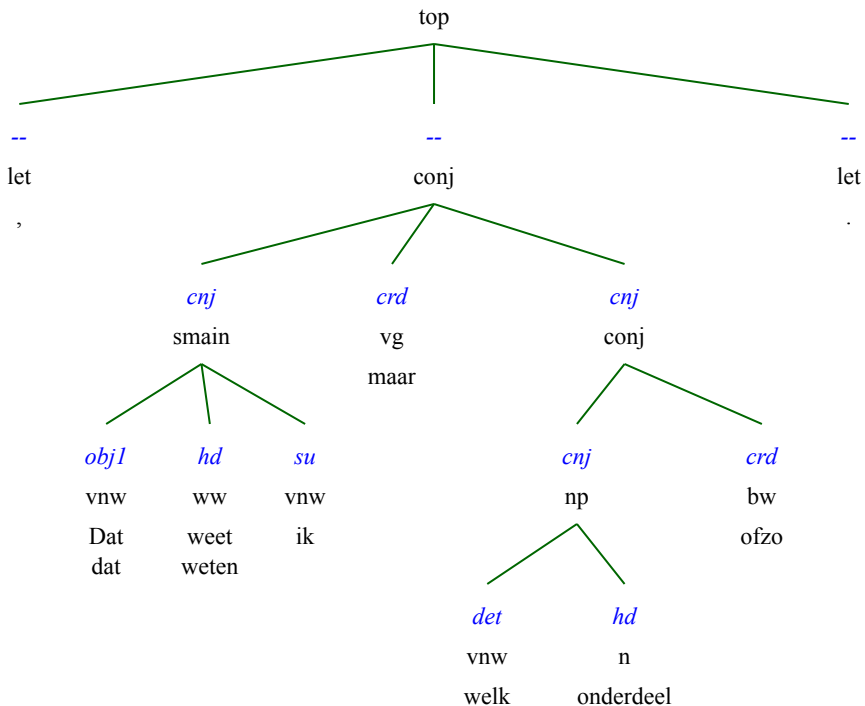 top
-- -- --
let conj let
, .
cnj crd cnj
smain vg conj
maar
obj1 hd su cnj crd
vnw ww vnw np bw
Dat weet ik ofzo
dat weten
det hd
vnw n
welk onderdeel